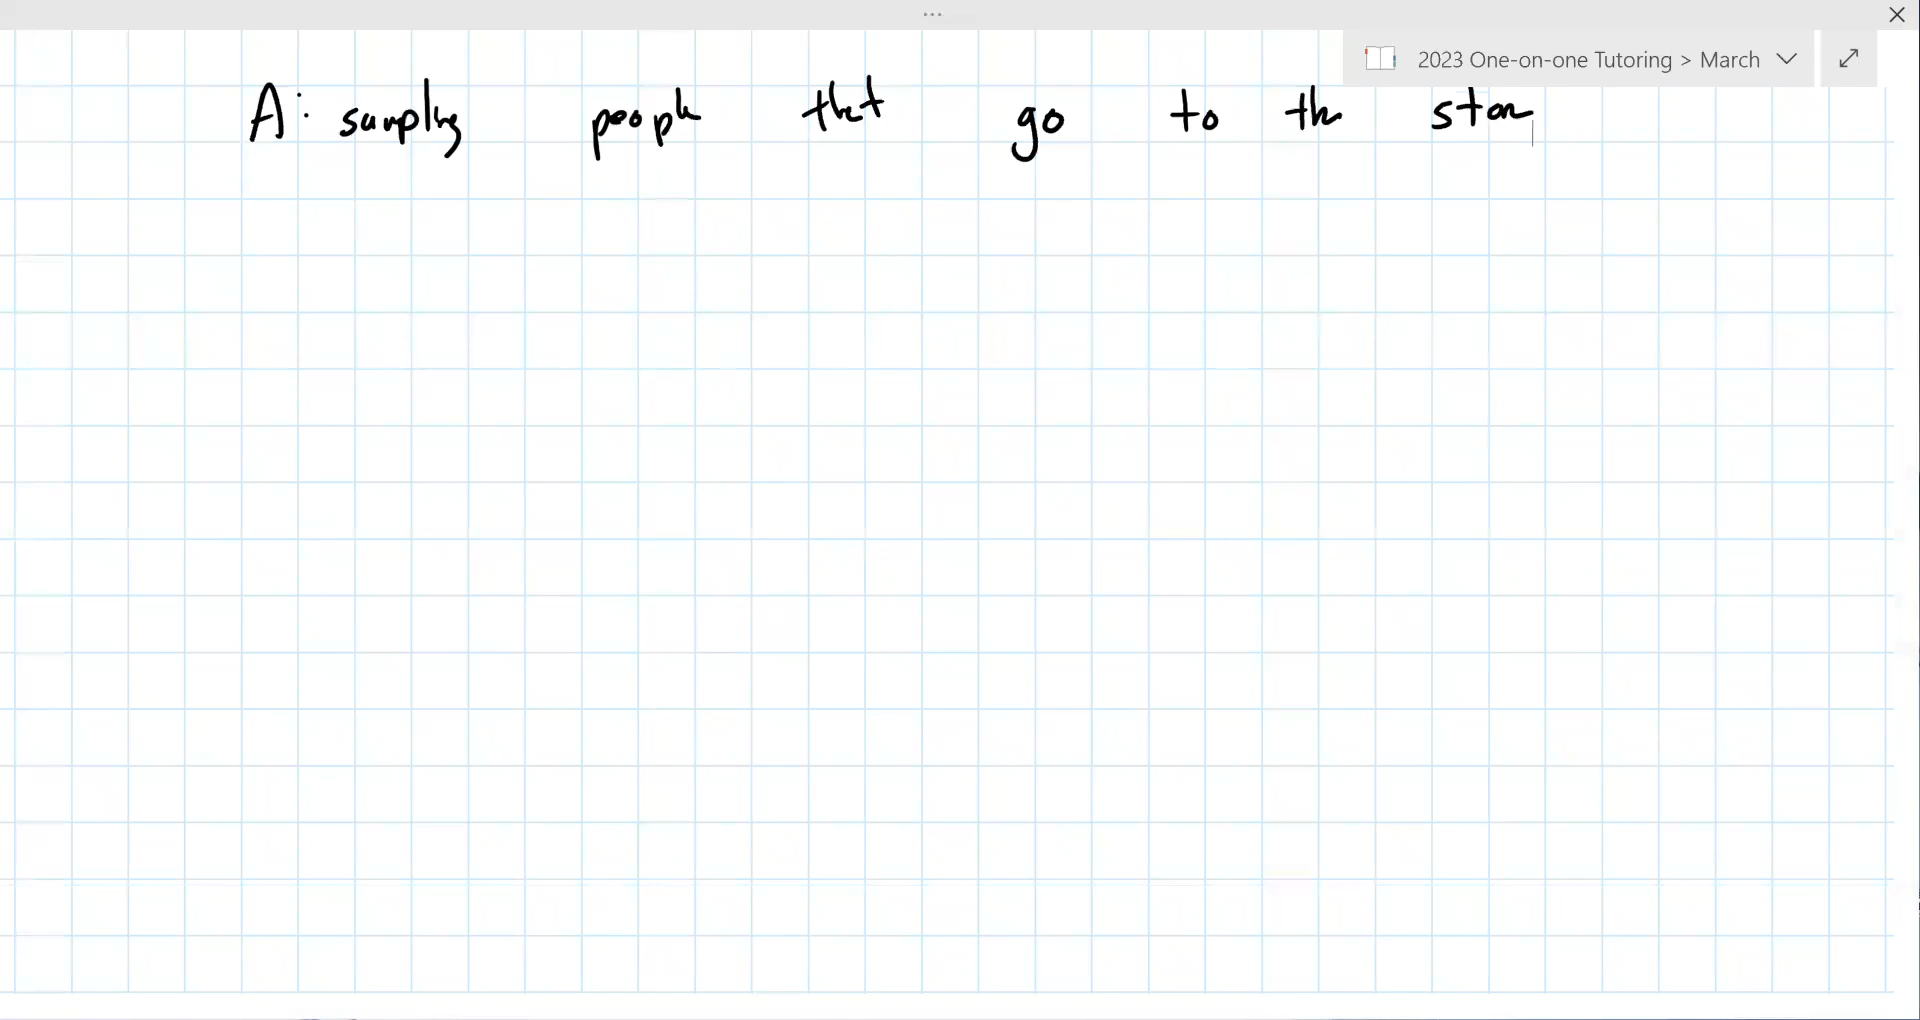 ...
2023 One-on-one Tutoring > March
A: sampling people that go to the store